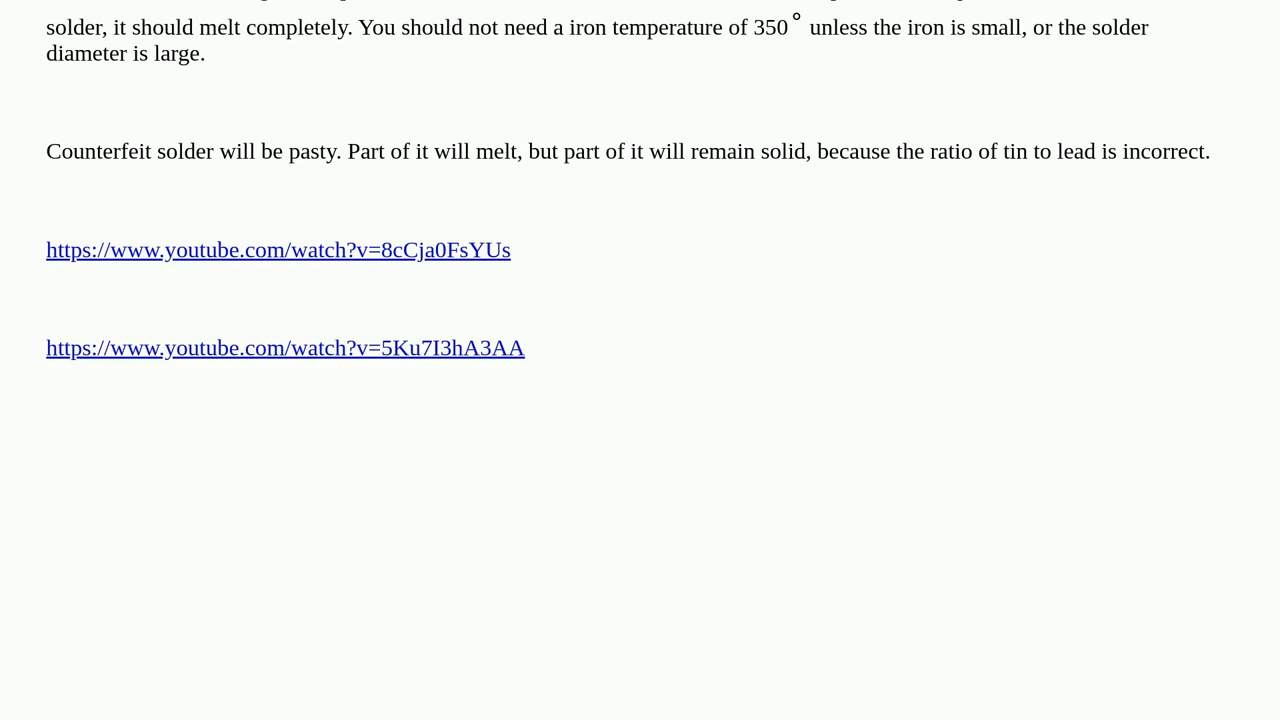 solder, it should melt completely. You should not need a iron temperature of 350° unless the iron is small, or the solder
diameter is large.
Counterfeit solder will be pasty. Part of it will melt, but part of it will remain solid, because the ratio of tin to lead is incorrect.
https://www.youtube.com/watch?v=8cCja0FsYUs
https://www.youtube.com/watch?v=5Ku7I3hA3AA